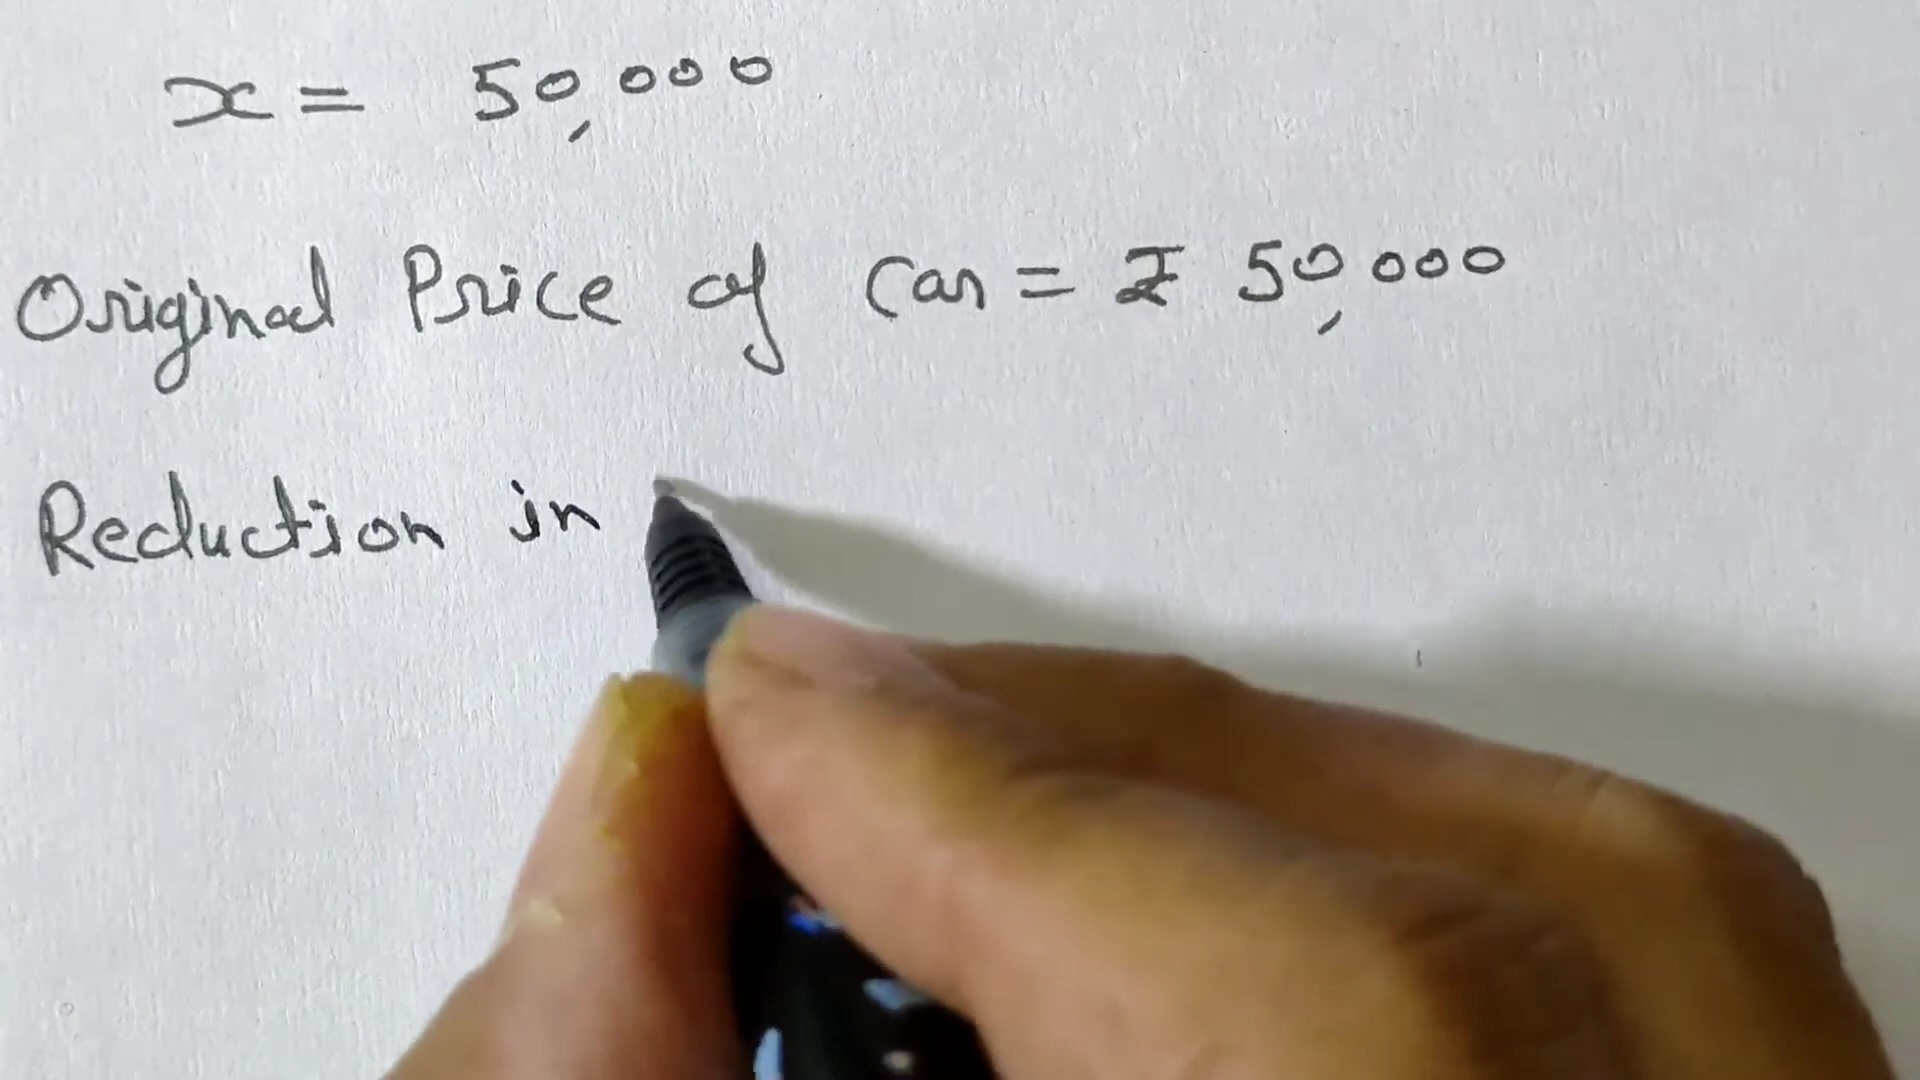 x = 50,000
Original Price of Car = ₹ 50,000
Reduction in